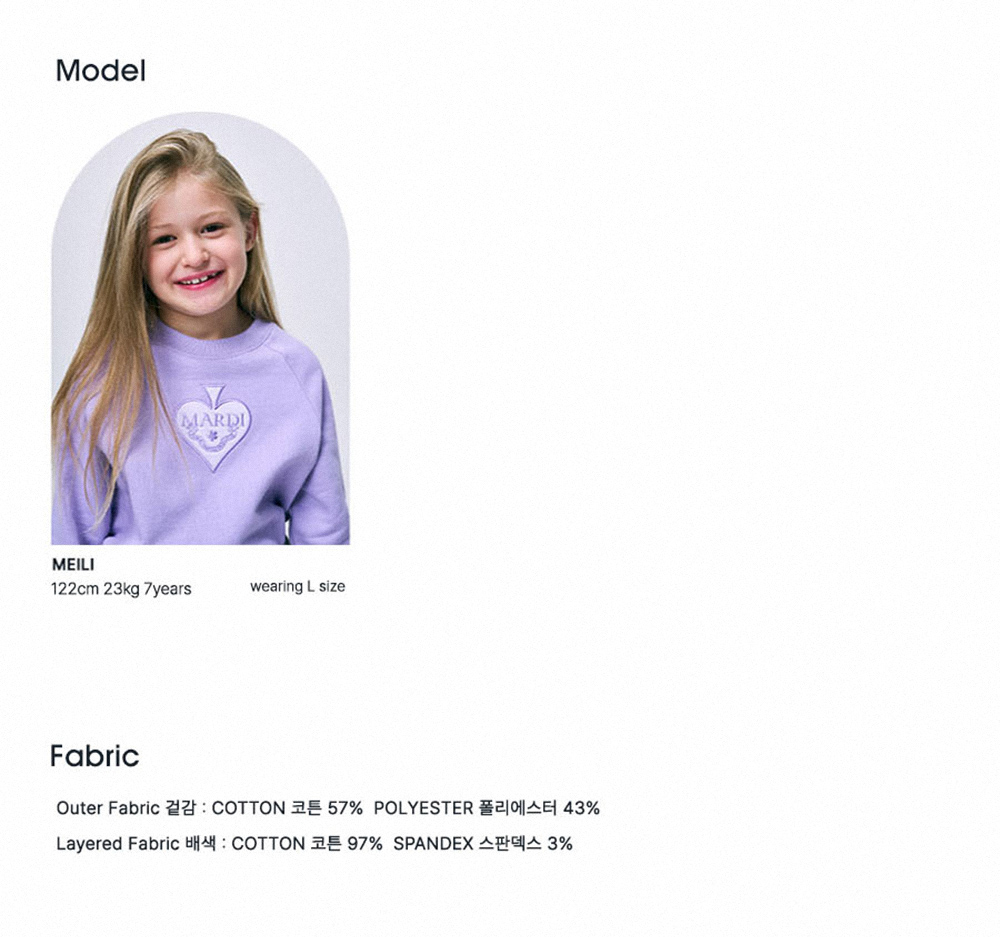 Model
MARDI
MEILI
122cm 23kg 7years wearing L size
Fabric
Outer Fabric 겉감 : COTTON 코튼 57% POLYESTER 폴리에스터 43%
Layered Fabric 배색 : COTTON 코튼 97% SPANDEX 스판덱스 3%